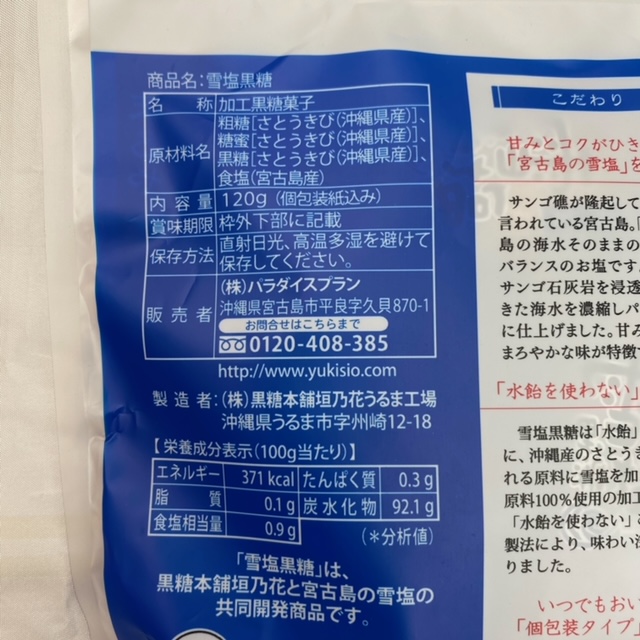 商品名:雪塩黒糖
名 称 加工黒糖菓子
原材料名 粗糖[さとうきび(沖縄県産)]、
糖蜜[さとうきび(沖縄県産)]、
黒糖[さとうきび(沖縄県産)]、
食塩(宮古島産)
内容量 120g (個包装紙込み)
賞味期限 枠外下部に記載
保存方法 直射日光、高温多湿を避けて
保存してください。
販売者 (株)パラダイスプラン
沖縄県宮古島市平良字久貝870-1
お問合せはこちらまで
0120-408-385
http://www.yukisio.com
製造者:(株)黒糖本舗垣乃花うるま工場
沖縄県うるま市字州崎12-18
【栄養成分表示(100g当たり)】
エネルギー 371 kcal たんぱく質 0.3 g
脂 質 0.1 g 炭水化物 92.1 g
食塩相当量 0.9 g (*分析値)
「雪塩黒糖」は、
黒糖本舗垣乃花と宮古島の雪塩の
共同開発商品です。
こだわり
甘みとコクがひき
「宮古島の雪塩」を
サンゴ礁が隆起して
言われている宮古島。
島の海水そのままの
バランスのお塩です
サンゴ石灰岩を浸透
きた海水を濃縮しパ
に仕上げました。甘み
まろやかな味が特徴
「水飴を使わない」
雪塩黒糖は「水飴」
に、沖縄産のさとうき
れる原料に雪塩を加
原料100%使用の加工
「水飴を使わない」
製法により、味わい深
りました。
いつでもおい
「個包装タイプ